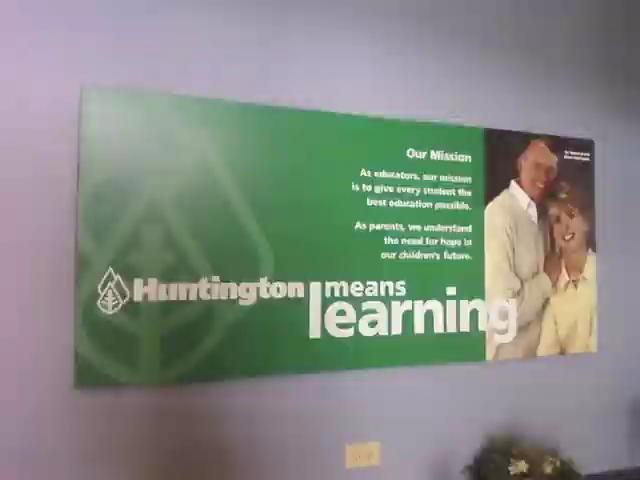 Our Mission
As educators, our mission
is to give every student the
best education possible.
As parents, we understand
the need for hope in
our children's future.
Huntington means
learning